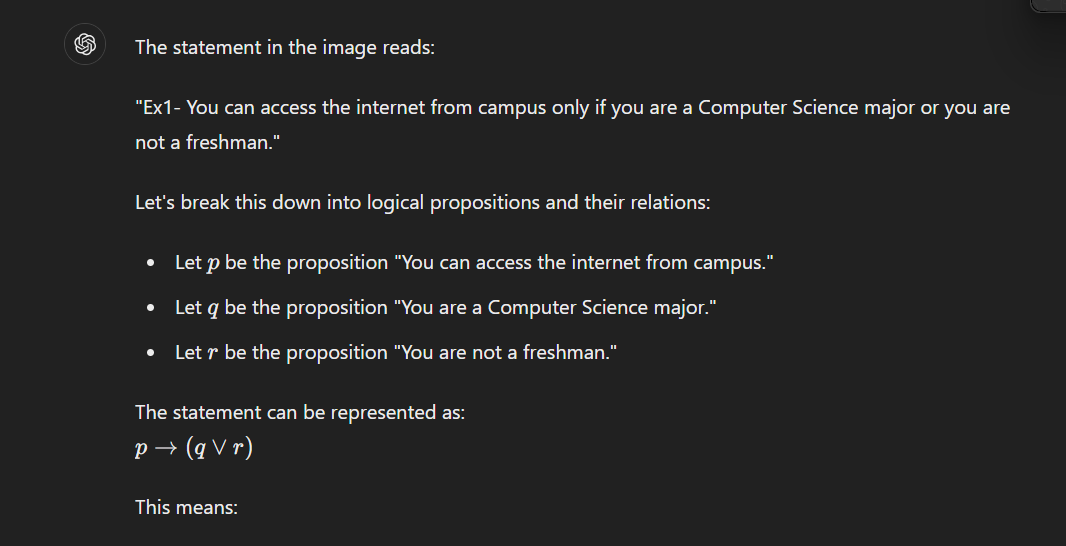 The statement in the image reads:
"Ex1- You can access the internet from campus only if you are a Computer Science major or you are
not a freshman."
Let's break this down into logical propositions and their relations:
• Let p be the proposition "You can access the internet from campus."
• Let q be the proposition "You are a Computer Science major."
• Let r be the proposition "You are not a freshman."
The statement can be represented as:
p → (q ∨ r)
This means: